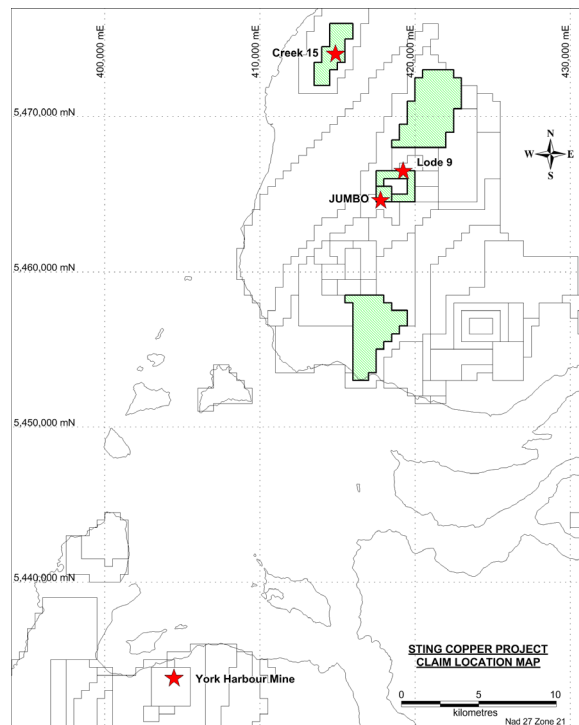 400,000 mE
410,000 mE
420,000 mE
430,000 mE
Creek 15
5,470,000 mN
N
W E
S
Lode 9
JUMBO
5,460,000 mN
5,450,000 mN
5,440,000 mN
STING COPPER PROJECT
CLAIM LOCATION MAP
York Harbour Mine
0 5 10
kilometres
Nad 27 Zone 21